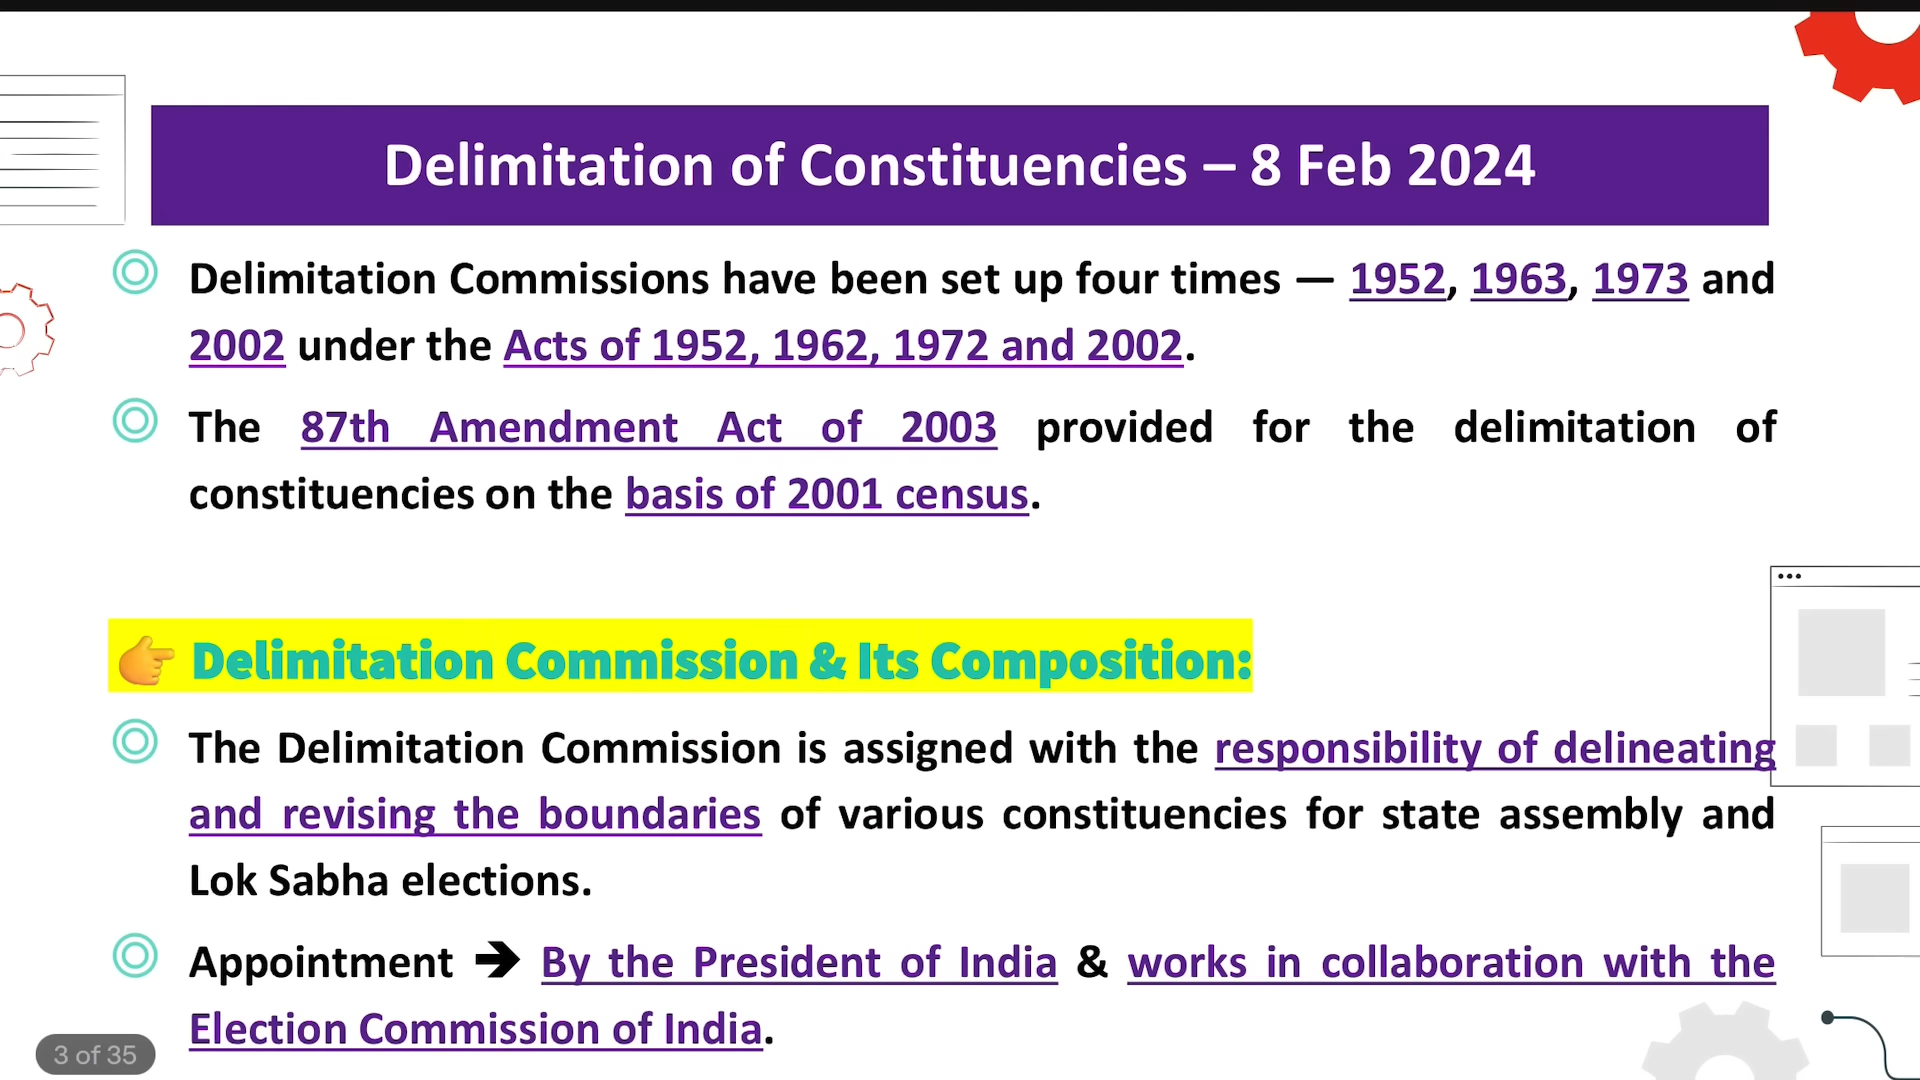 Delimitation of Constituencies – 8 Feb 2024
Delimitation Commissions have been set up four times — 1952, 1963, 1973 and
2002 under the Acts of 1952, 1962, 1972 and 2002.
The 87th Amendment Act of 2003 provided for the delimitation of
constituencies on the basis of 2001 census.
👉 Delimitation Commission & Its Composition:
The Delimitation Commission is assigned with the responsibility of delineating
and revising the boundaries of various constituencies for state assembly and
Lok Sabha elections.
Appointment ➔ By the President of India & works in collaboration with the
Election Commission of India.
3 of 35